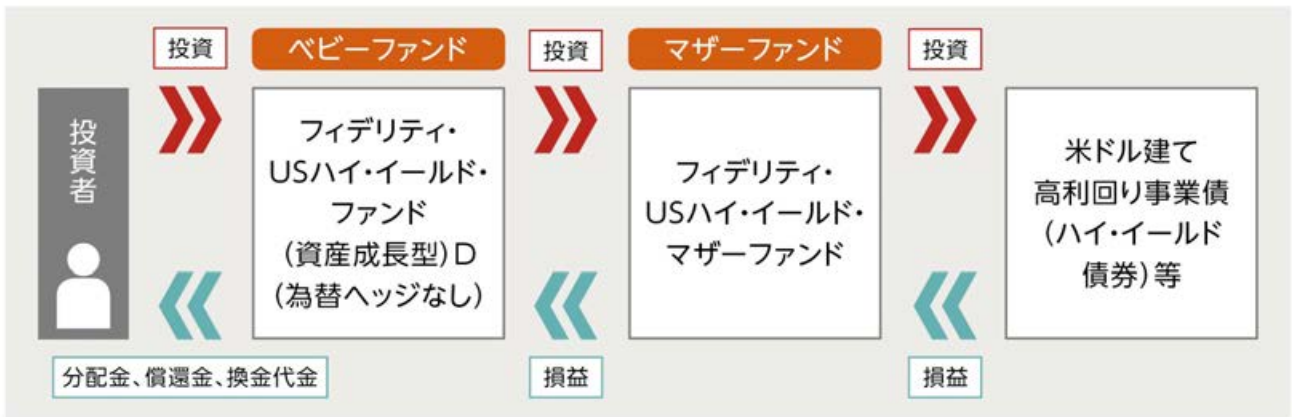 投資
ベビーファンド
投資
マザーファンド
投資
投資者
フィデリティ・
USハイ・イールド・
ファンド
(資産成長型)D
(為替ヘッジなし)
フィデリティ・
USハイ・イールド・
マザーファンド
米ドル建て
高利回り事業債
(ハイ・イールド
債券)等
分配金、償還金、換金代金
損益
損益